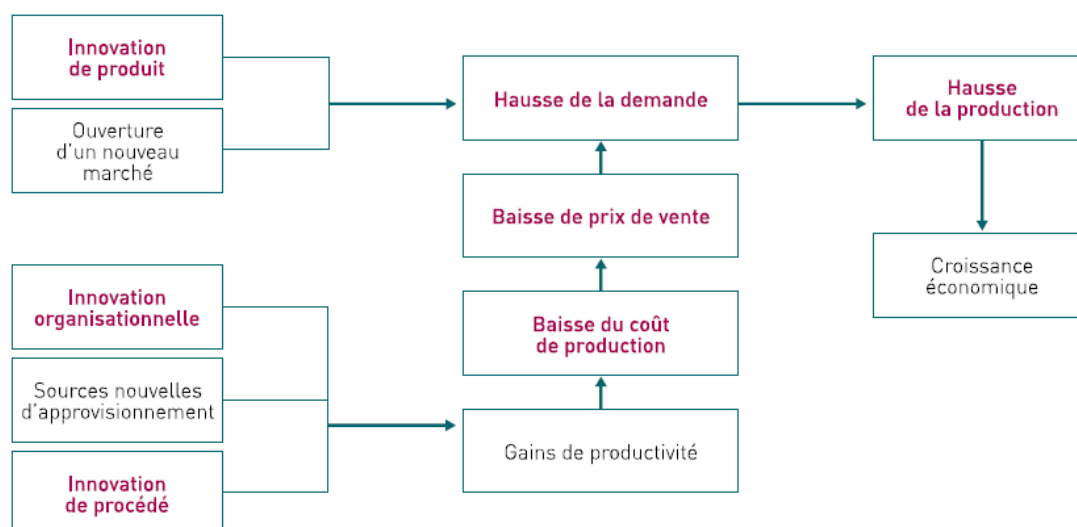 Innovation
de produit
Ouverture
d'un nouveau
marché
Hausse de la demande
Hausse
de la production
Baisse de prix de vente
Croissance
économique
Innovation
organisationnelle
Baisse du coût
de production
Sources nouvelles
d'approvisionnement
Gains de productivité
Innovation
de procédé